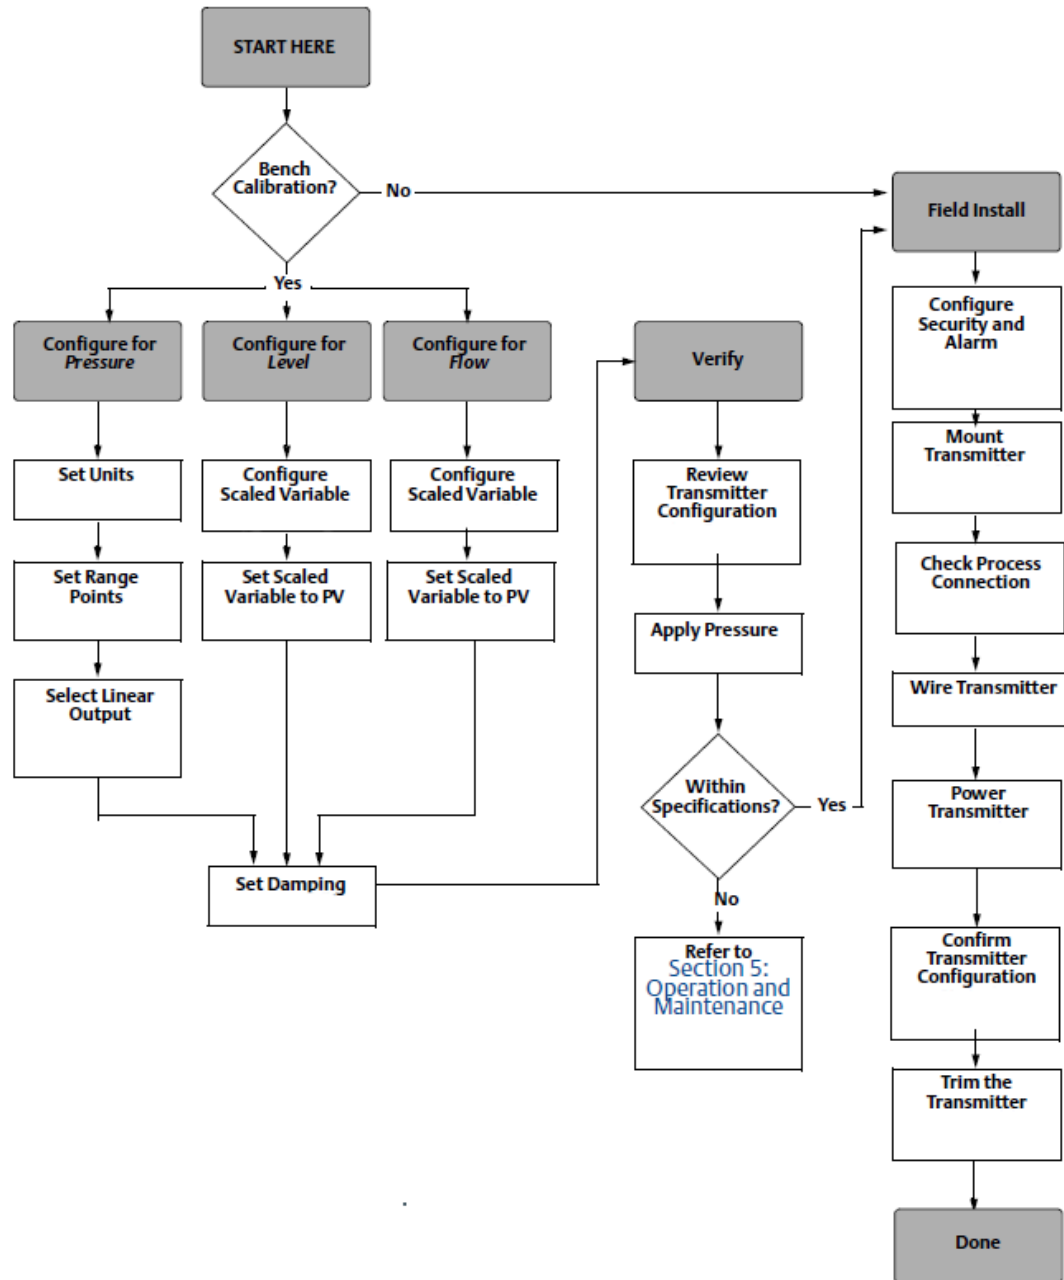 START HERE
Bench
Calibration?
No
Yes
Field Install
Configure
Security and
Alarm
Mount
Transmitter
Check Process
Connection
Wire Transmitter
Power
Transmitter
Confirm
Transmitter
Configuration
Trim the
Transmitter
Done
Configure for
Pressure
Set Units
Set Range
Points
Select Linear
Output
Configure for
Level
Configure
Scaled Variable
Set Scaled
Variable to PV
Configure for
Flow
Configure
Scaled Variable
Set Scaled
Variable to PV
Set Damping
Verify
Review
Transmitter
Configuration
Apply Pressure
Within
Specifications?
Yes
No
Refer to
Section 5:
Operation and
Maintenance